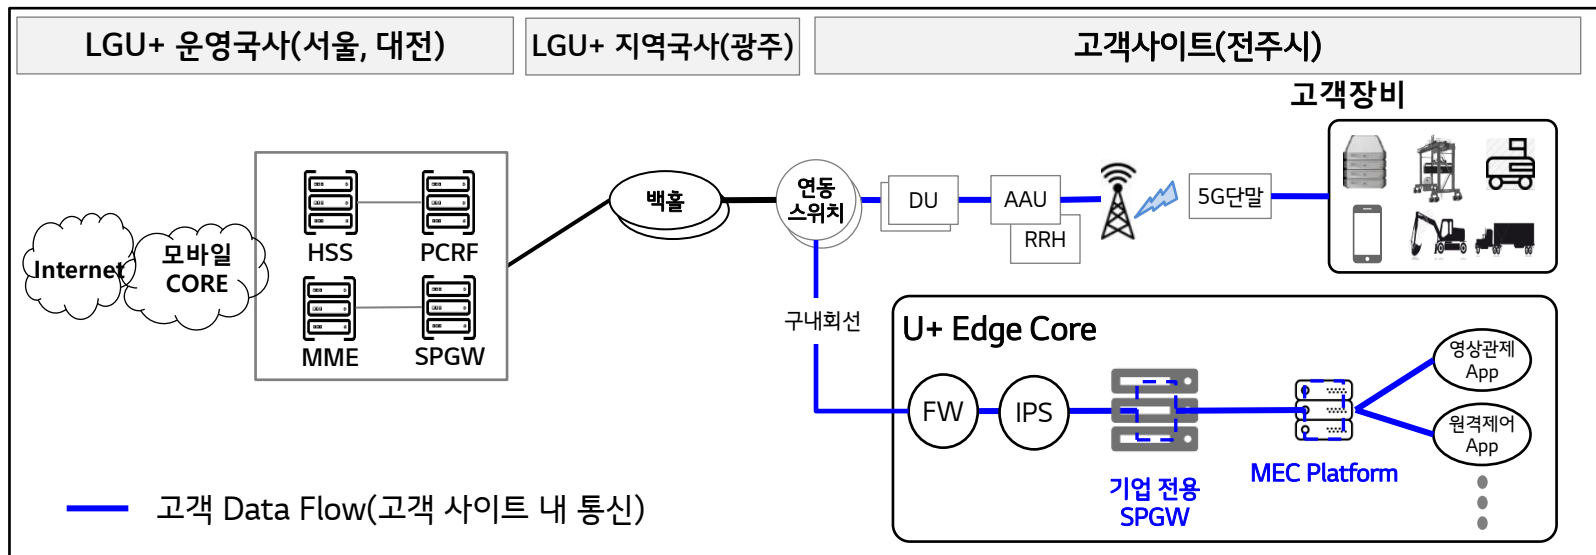 LGU+ 운영국사(서울, 대전)
LGU+ 지역국사(광주)
고객사이트(전주시)
고객장비
Internet
모바일
CORE
HSS
PCRF
MME
SPGW
백홀
연동
스위치
DU
AAU
RRH
5G단말
구내회선
U+ Edge Core
FW
IPS
기업 전용
SPGW
MEC Platform
영상관제
App
원격제어
App
고객 Data Flow(고객 사이트 내 통신)